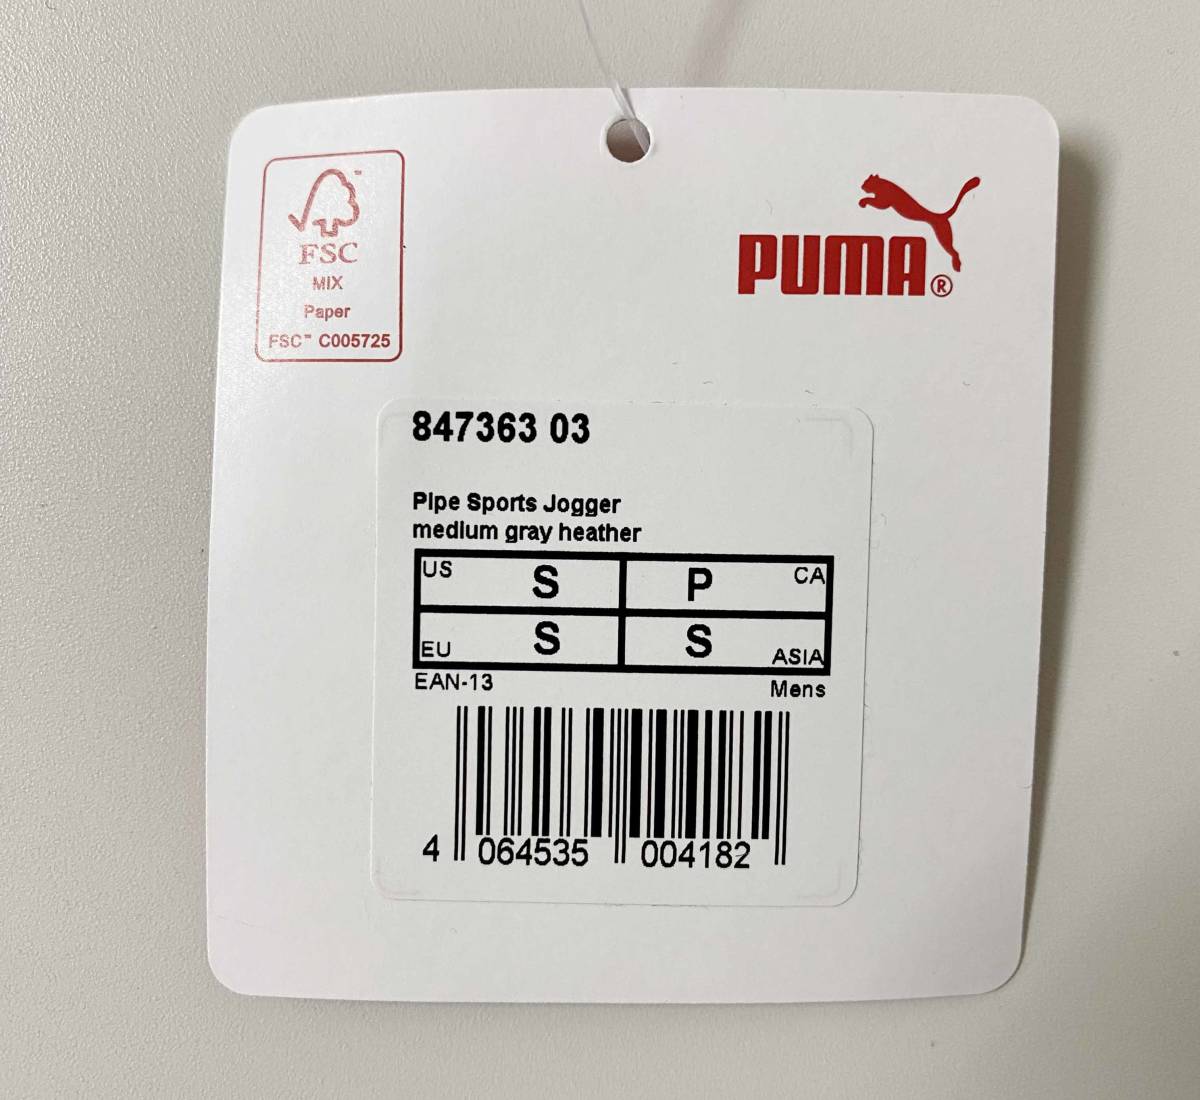 FSC
MIX
Paper
FSC™ C005725
PUMA®
847363 03
Pipe Sports Jogger
medium gray heather
US S P CA
EU S S ASIA
EAN-13 Mens
4 064535 004182